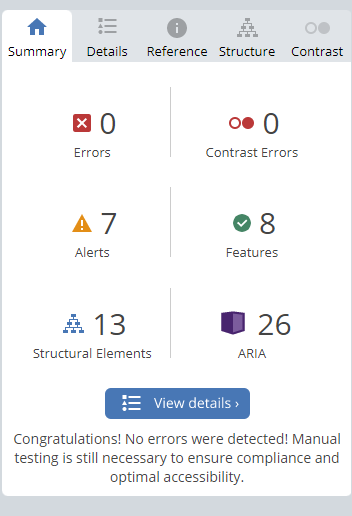 Summary Details Reference Structure Contrast
0 0
Errors Contrast Errors
7 8
Alerts Features
13 26
Structural Elements ARIA
View details ›
Congratulations! No errors were detected! Manual
testing is still necessary to ensure compliance and
optimal accessibility.